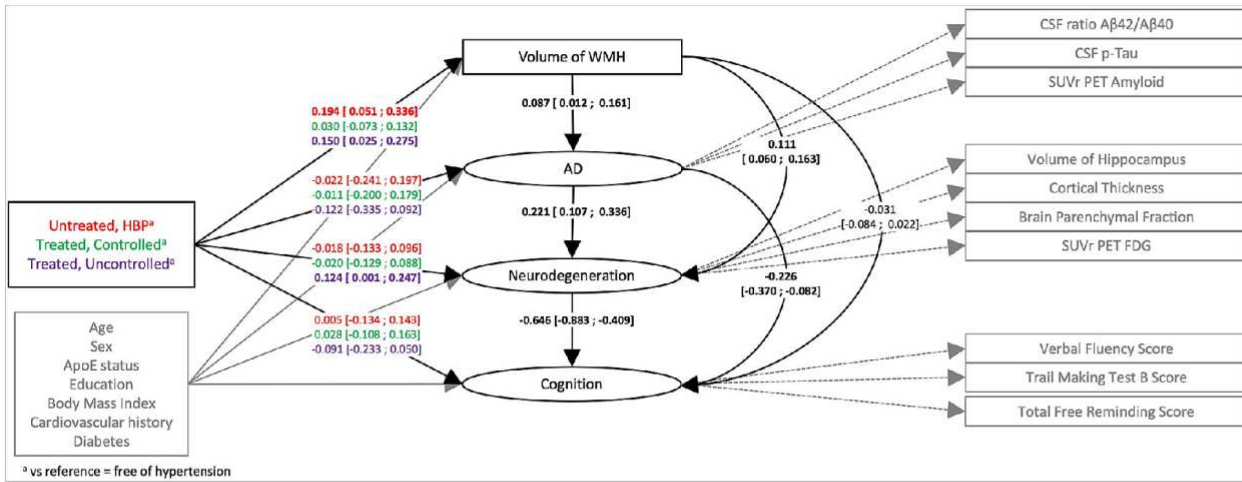 Volume of WMH
0.087 [ 0.012 ; 0.161]
0.194 [ 0.051 ; 0.336]
0.030 [-0.073 ; 0.132]
0.150 [ 0.025 ; 0.275]
AD
0.111
[ 0.060 ; 0.163]
-0.022 [-0.241 ; 0.197]
-0.011 [-0.200 ; 0.179]
0.122 [-0.335 ; 0.092]
0.221 [ 0.107 ; 0.336]
-0.031
[-0.084 ; 0.022]
Untreated, HBPᵃ
Treated, Controlledᵃ
Treated, Uncontrolledᵃ
-0.018 [-0.133 ; 0.096]
-0.020 [-0.129 ; 0.088]
0.124 [ 0.001 ; 0.247]
Neurodegeneration
-0.226
[-0.370 ; -0.082]
0.005 [-0.134 ; 0.143]
0.028 [-0.108 ; 0.163]
-0.091 [-0.233 ; 0.050]
-0.646 [-0.883 ; -0.409]
Cognition
Age
Sex
ApoE status
Education
Body Mass Index
Cardiovascular history
Diabetes
CSF ratio Aβ42/Aβ40
CSF p-Tau
SUVr PET Amyloid
Volume of Hippocampus
Cortical Thickness
Brain Parenchymal Fraction
SUVr PET FDG
Verbal Fluency Score
Trail Making Test B Score
Total Free Reminding Score
ᵃ vs reference = free of hypertension